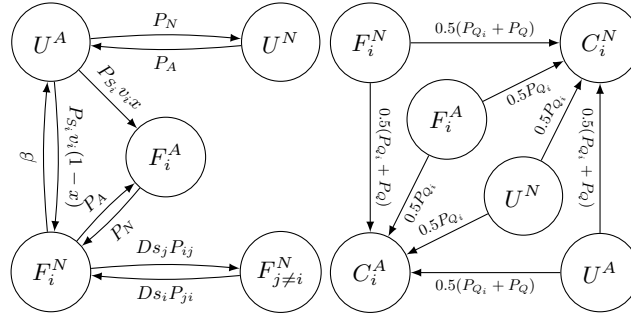 U^A
P_N
P_A
U^N
P_{S_i} v_i x
P_{S_i} v_i (1 − x)
β
F_i^A
P_A
P_N
F_i^N
D s_j P_{ij}
D s_i P_{ji}
F_{j≠i}^N
F_i^N
0.5(P_{Q_i} + P_Q)
C_i^N
0.5P_{Q_i}
F_i^A
0.5(P_{Q_i} + P_Q)
0.5P_{Q_i}
0.5P_{Q_i}
U^N
0.5(P_{Q_i} + P_Q)
0.5P_{Q_i}
C_i^A
0.5(P_{Q_i} + P_Q)
U^A